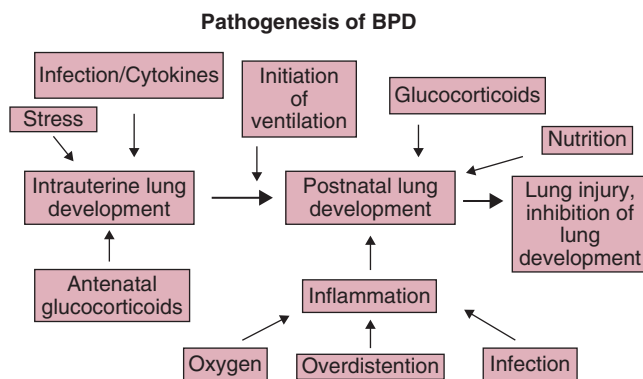 Pathogenesis of BPD
Infection/Cytokines
Stress
Initiation
of
ventilation
Glucocorticoids
Nutrition
Intrauterine lung
development
Postnatal lung
development
Lung injury,
inhibition of
lung
development
Antenatal
glucocorticoids
Inflammation
Oxygen
Overdistention
Infection